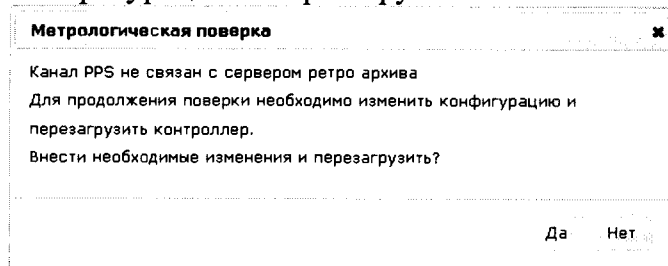 Метрологическая поверка
Канал PPS не связан с сервером ретро архива
Для продолжения поверки необходимо изменить конфигурацию и
перезагрузить контроллер.
Внести необходимые изменения и перезагрузить?
Да Нет